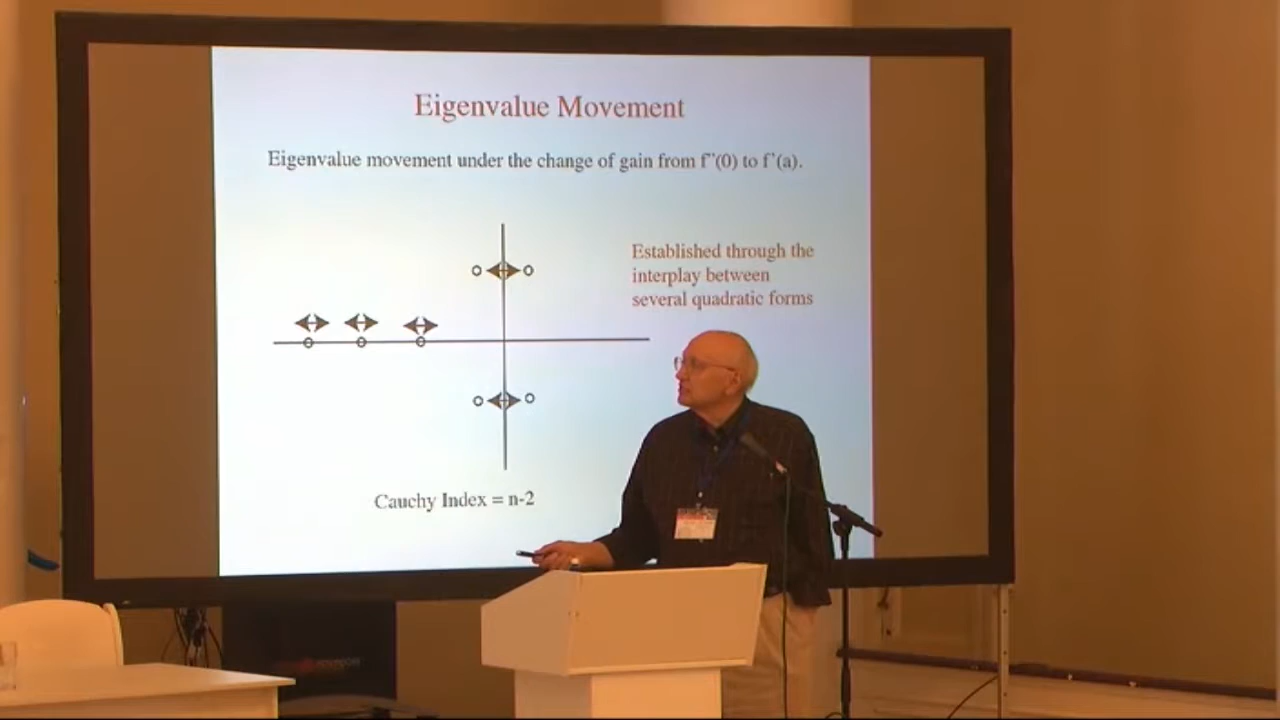 Eigenvalue Movement
Eigenvalue movement under the change of gain from f'(0) to f'(a).
Established through the
interplay between
several quadratic forms
Cauchy Index = n-2